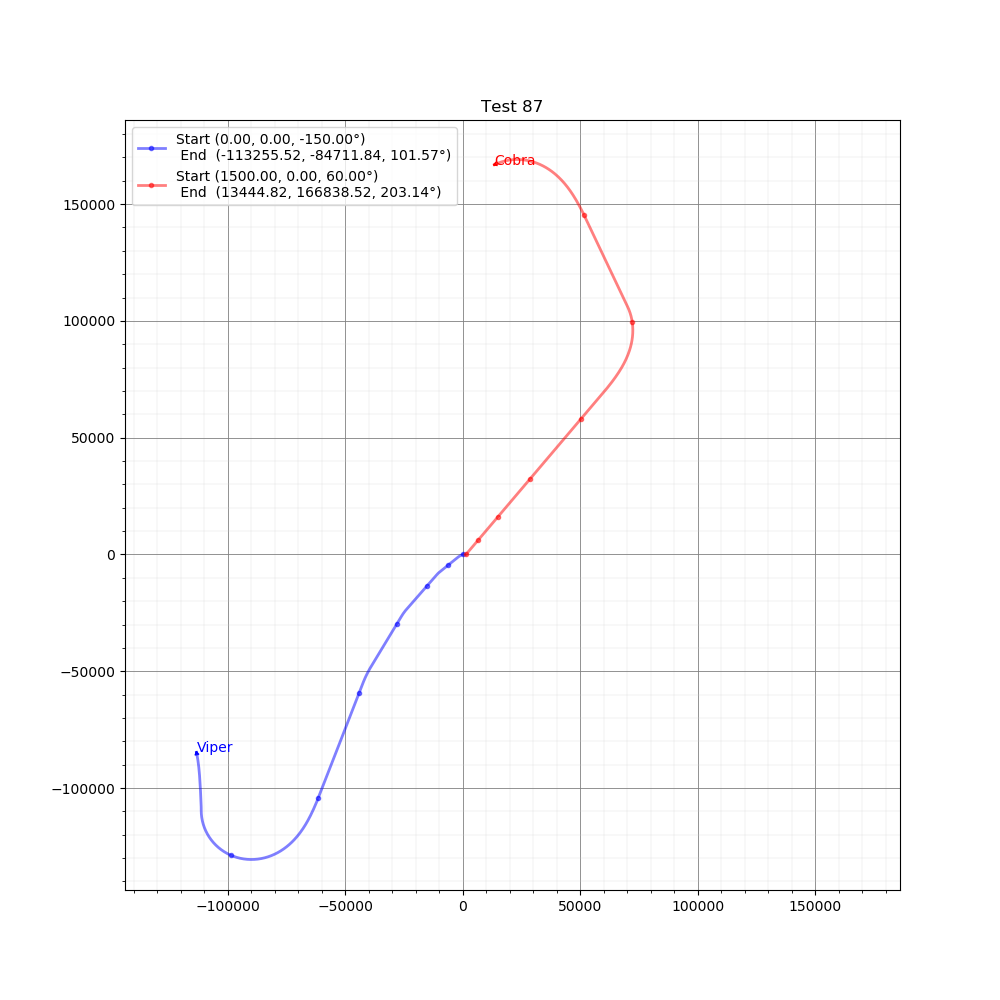 Test 87
Start (0.00, 0.00, -150.00°)
End (-113255.52, -84711.84, 101.57°)
Start (1500.00, 0.00, 60.00°)
End (13444.82, 166838.52, 203.14°)
Cobra
150000
100000
50000
0
−50000
Viper
−100000
−100000 −50000 0 50000 100000 150000